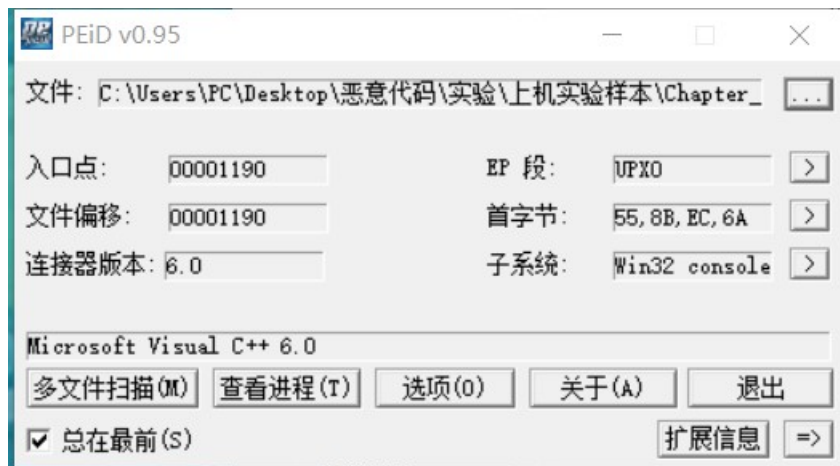 PEiD v0.95
文件: C:\Users\PC\Desktop\恶意代码\实验\上机实验样本\Chapter_ ...
入口点: 00001190 EP 段: UPX0 >
文件偏移: 00001190 首字节: 55,8B,EC,6A >
连接器版本: 6.0 子系统: Win32 console >
Microsoft Visual C++ 6.0
多文件扫描(M) 查看进程(T) 选项(O) 关于(A) 退出
总在最前(S) 扩展信息 =>